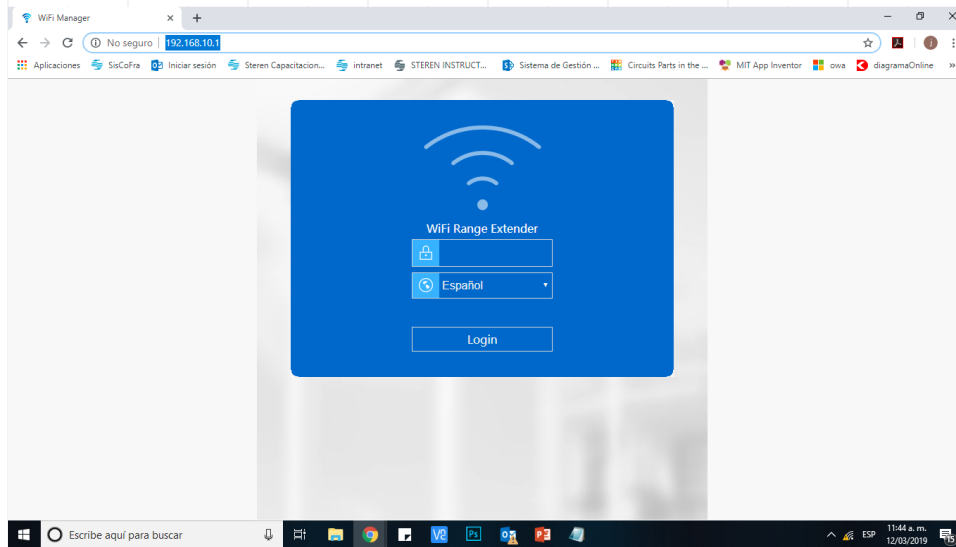 WiFi Manager
No seguro | 192.168.10.1
Aplicaciones SisCoFra Iniciar sesión Steren Capacitacion... intranet STEREN INSTRUCT... Sistema de Gestión ... Circuits Parts in the ... MIT App Inventor owa diagramaOnline »
WiFi Range Extender
Español
Login
Escribe aquí para buscar
ESP
11:44 a. m.
12/03/2019
15